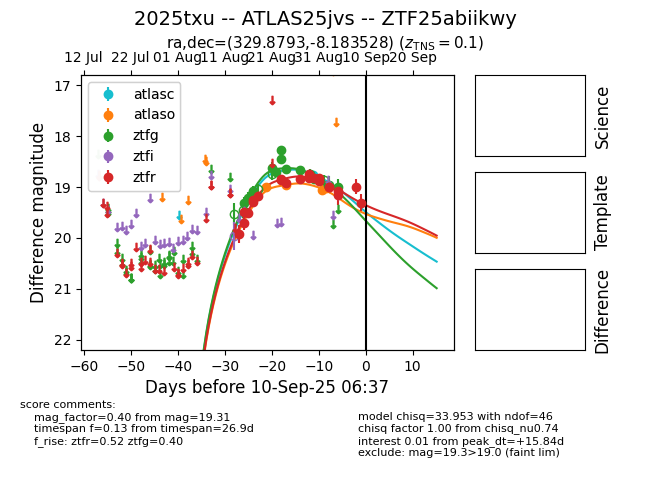 2025txu -- ATLAS25jvs -- ZTF25abiikwy
ra,dec=(329.8793,-8.183528) (zTNS = 0.1)
12 Jul 22 Jul 01 Aug 11 Aug 21 Aug 31 Aug 10 Sep 20 Sep
17
18
19
20
21
22
Difference magnitude
atlasc
atlaso
ztfg
ztfi
ztfr
−60 −50 −40 −30 −20 −10 0 10
Days before 10-Sep-25 06:37
Science
Template
Difference
score comments:
mag_factor=0.40 from mag=19.31
timespan f=0.13 from timespan=26.9d
f_rise: ztfr=0.52 ztfg=0.40
model chisq=33.953 with ndof=46
chisq factor 1.00 from chisq_nu0.74
interest 0.01 from peak_dt=+15.84d
exclude: mag=19.3>19.0 (faint lim)